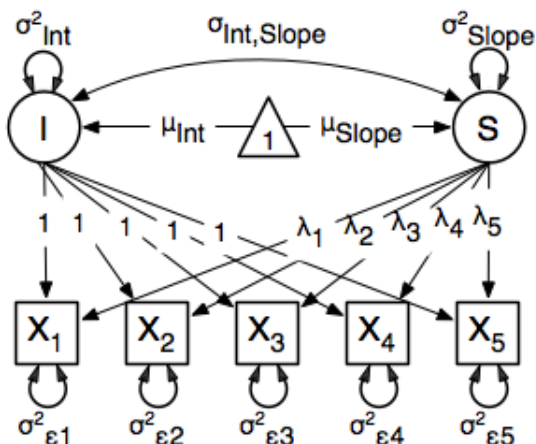 σ²Int σInt,Slope σ²Slope
I μInt 1 μSlope S
1 1 1 1 1 λ₁ λ₂ λ₃ λ₄ λ₅
X₁ X₂ X₃ X₄ X₅
σ²ε1 σ²ε2 σ²ε3 σ²ε4 σ²ε5